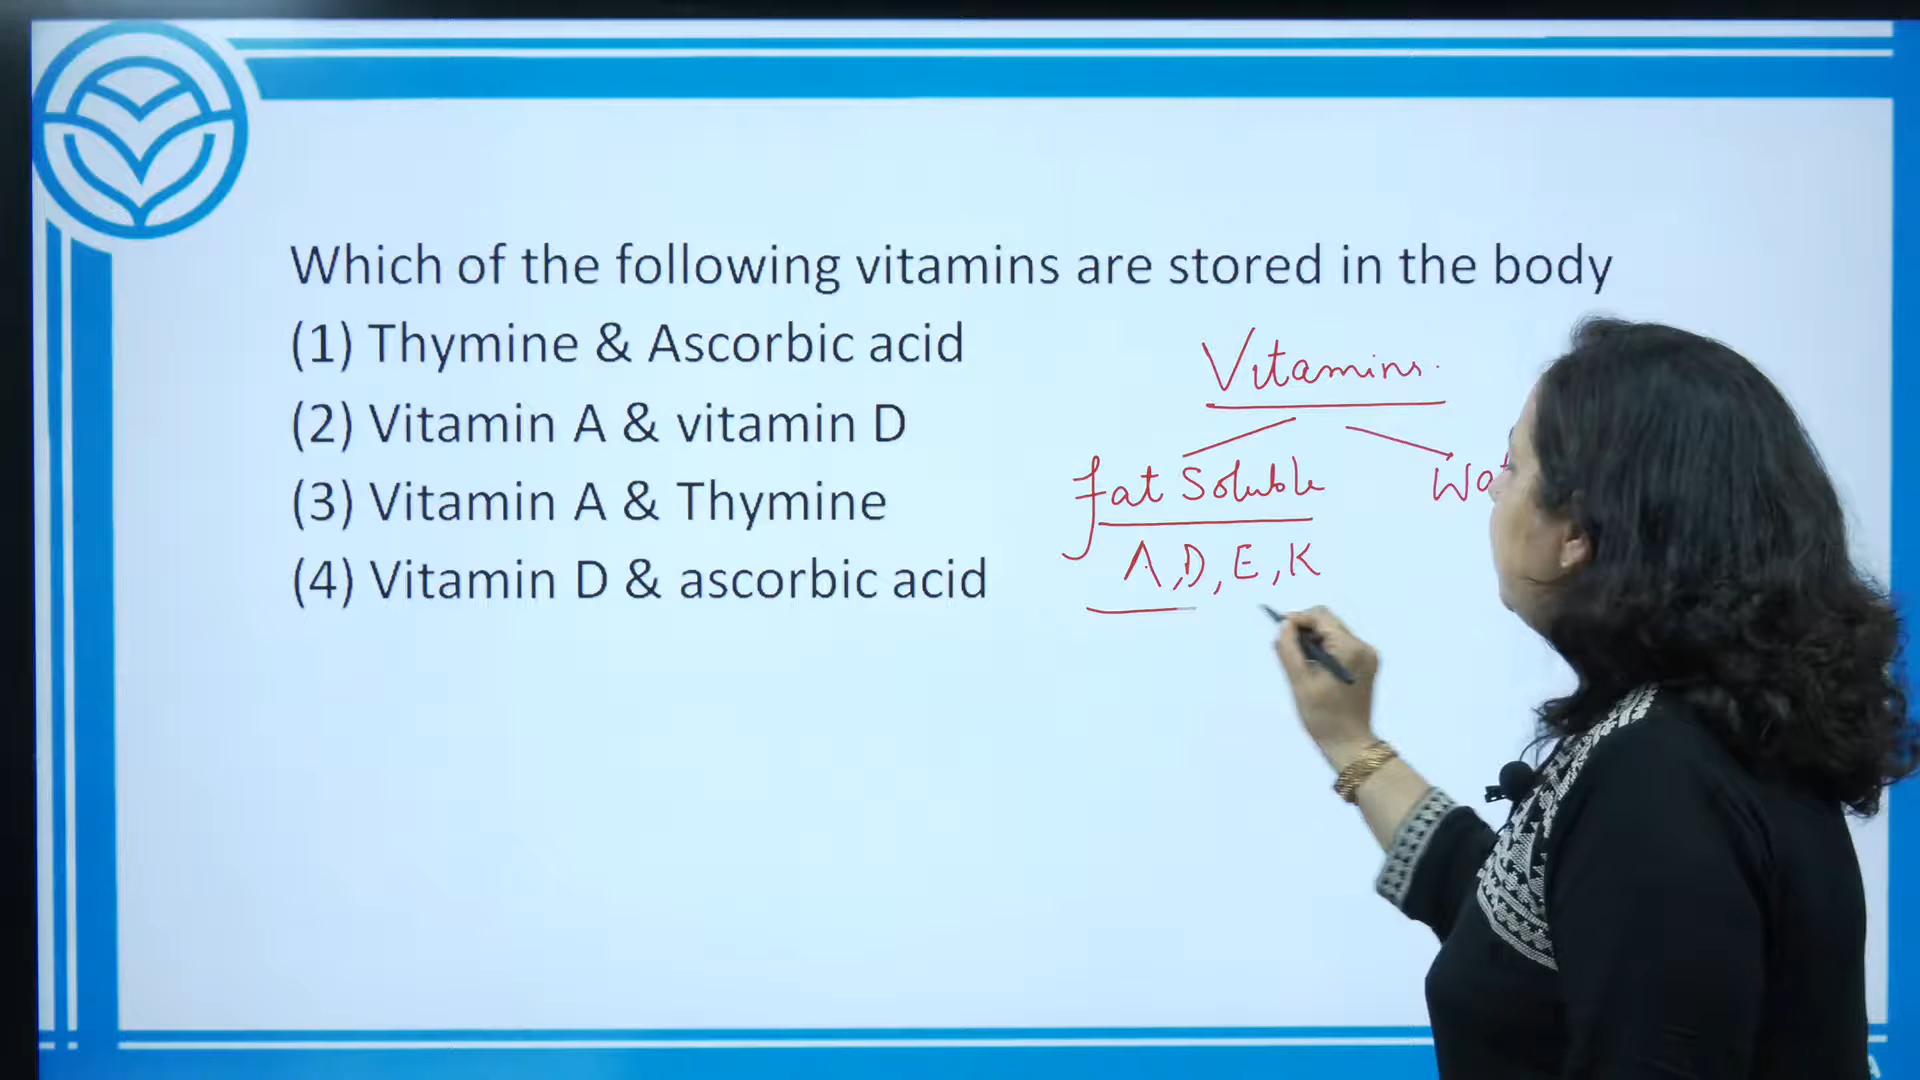 Which of the following vitamins are stored in the body
(1) Thymine & Ascorbic acid
(2) Vitamin A & vitamin D
(3) Vitamin A & Thymine
(4) Vitamin D & ascorbic acid
Vitamins.
fat Soluble
A, D, E, K